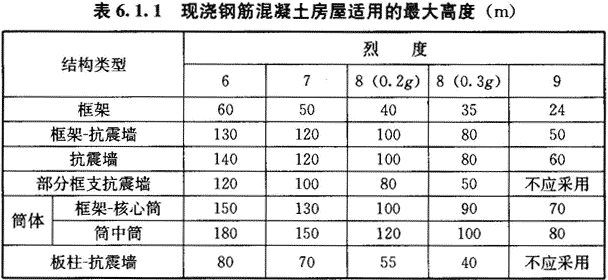 表 6.1.1 现浇钢筋混凝土房屋适用的最大高度（m）
结构类型 烈 度
6 7 8（0.2g） 8（0.3g） 9
框架 60 50 40 35 24
框架-抗震墙 130 120 100 80 50
抗震墙 140 120 100 80 60
部分框支抗震墙 120 100 80 50 不应采用
筒体 框架-核心筒 150 130 100 90 70
筒中筒 180 150 120 100 80
板柱-抗震墙 80 70 55 40 不应采用